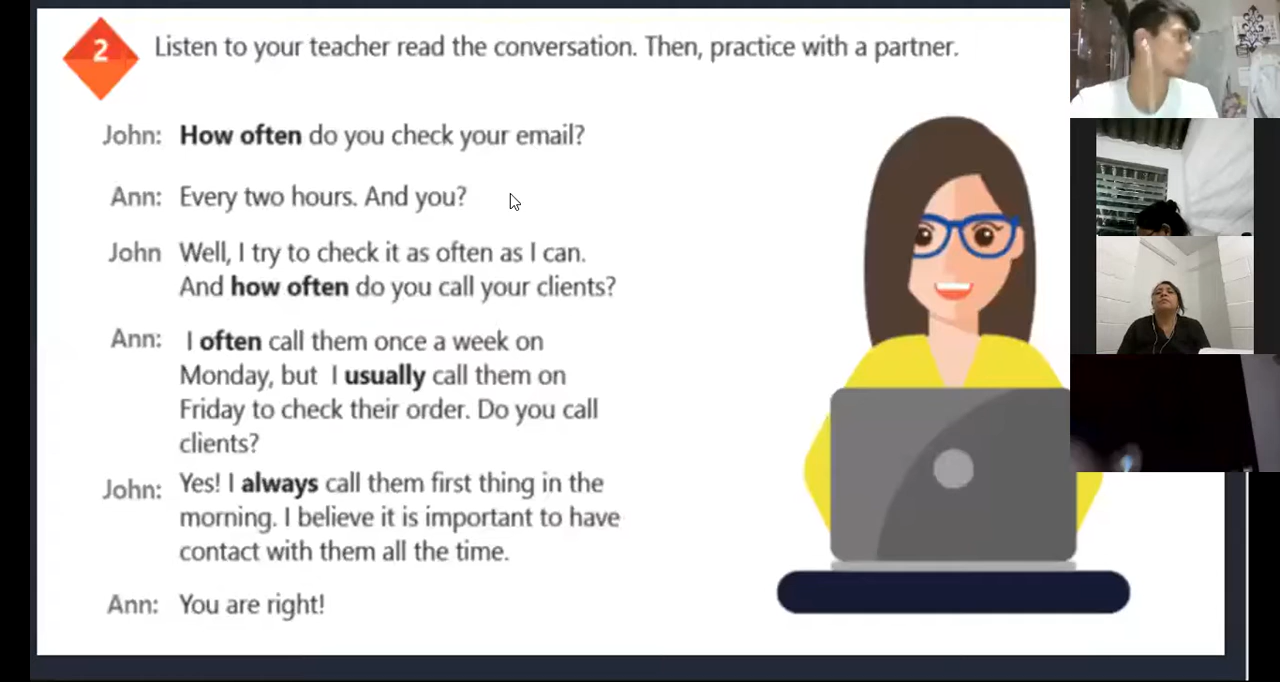 2 Listen to your teacher read the conversation. Then, practice with a partner.
John: How often do you check your email?
Ann: Every two hours. And you?
John Well, I try to check it as often as I can.
And how often do you call your clients?
Ann: I often call them once a week on
Monday, but I usually call them on
Friday to check their order. Do you call
clients?
John: Yes! I always call them first thing in the
morning. I believe it is important to have
contact with them all the time.
Ann: You are right!